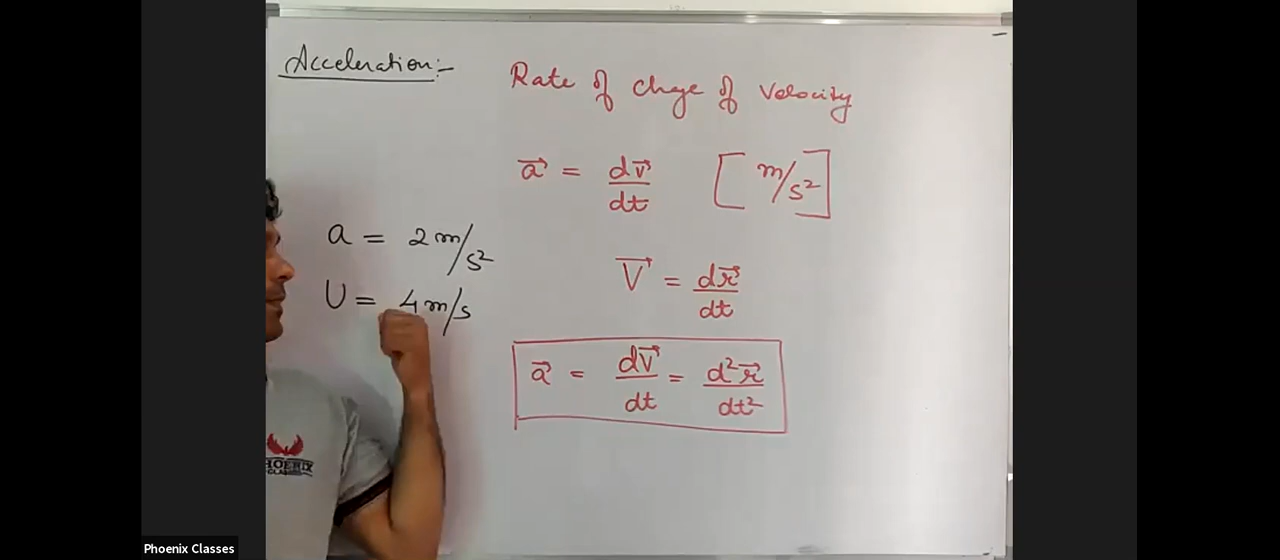 Acceleration:-
Rate of Chge of Velocity
a⃗ = dv⃗/dt [m/s²]
a = 2 m/s²
V⃗ = dr⃗/dt
U = 4 m/s
a⃗ = dV⃗/dt = d²r⃗/dt²
PHOENIX
CLASSES
Phoenix Classes